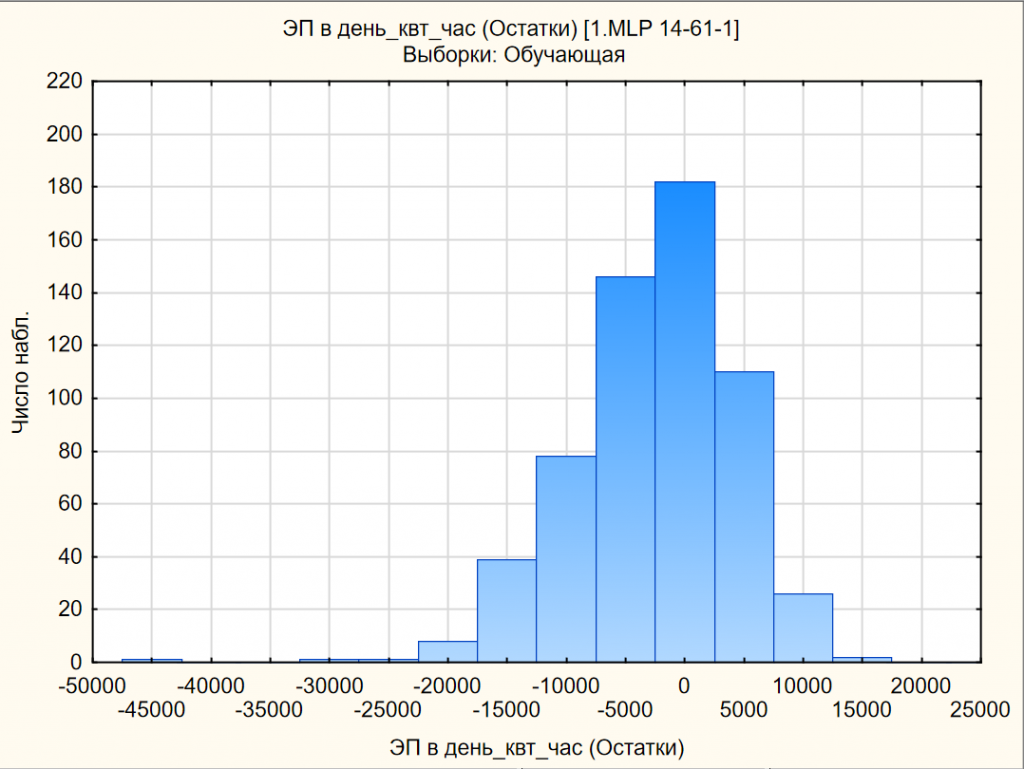 ЭП в день_квт_час (Остатки) [1.MLP 14-61-1]
Выборки: Обучающая
220
200
180
160
140
120
100
80
60
40
20
0
Число набл.
-50000 -40000 -30000 -20000 -10000 0 10000 20000
-45000 -35000 -25000 -15000 -5000 5000 15000 25000
ЭП в день_квт_час (Остатки)